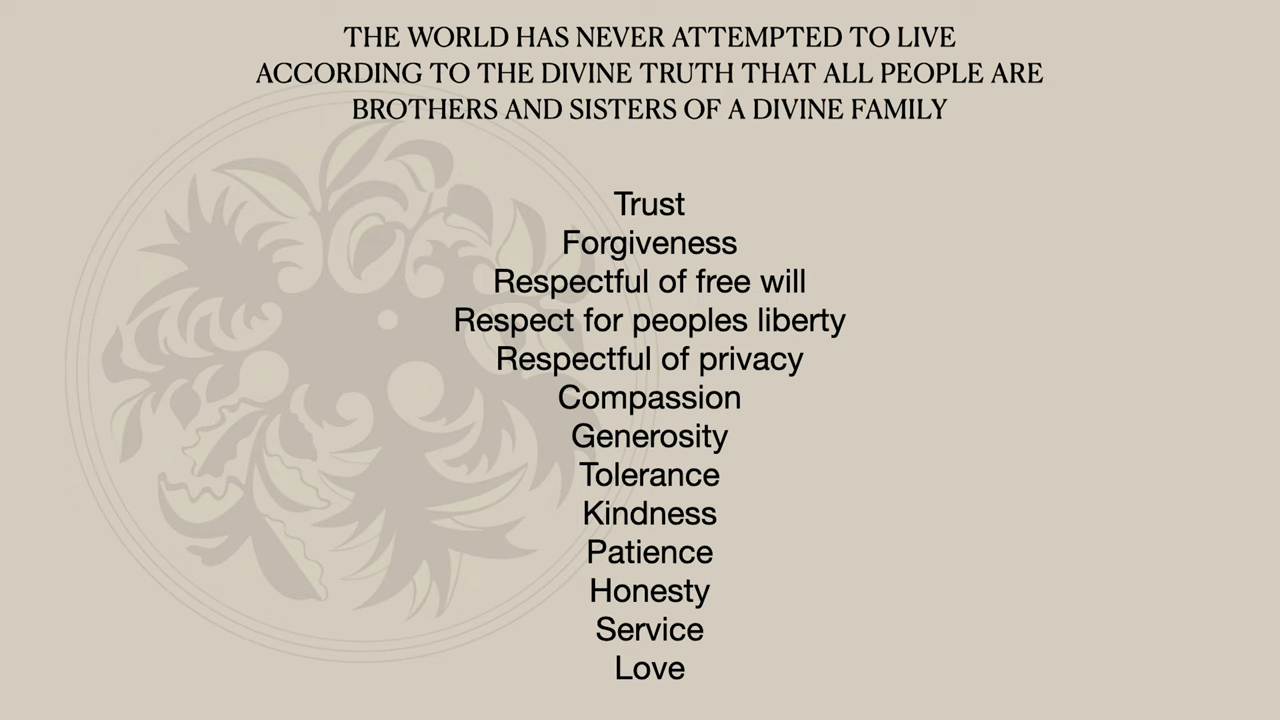 THE WORLD HAS NEVER ATTEMPTED TO LIVE
ACCORDING TO THE DIVINE TRUTH THAT ALL PEOPLE ARE
BROTHERS AND SISTERS OF A DIVINE FAMILY
Trust
Forgiveness
Respectful of free will
Respect for peoples liberty
Respectful of privacy
Compassion
Generosity
Tolerance
Kindness
Patience
Honesty
Service
Love